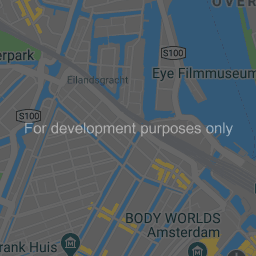 OVER
S100
erpark
Eilandsgracht
Eye Filmmuseum
S100
For development purposes only
BODY WORLDS
Amsterdam
rank Huis